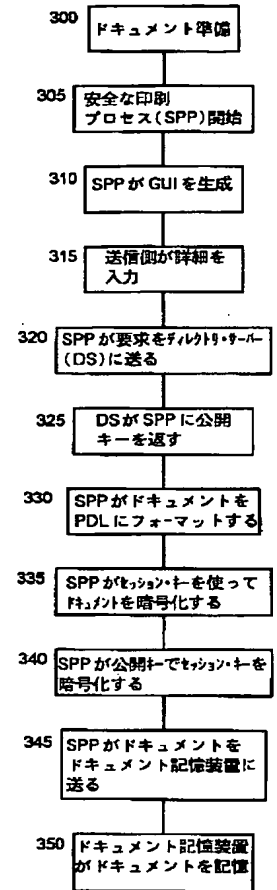 300 ドキュメント準備
305 安全な印刷
プロセス(SPP)開始
310 SPPがGUIを生成
315 送信側が詳細を
入力
320 SPPが要求をディレクトリ・サーバー
(DS)に送る
325 DSがSPPに公開
キーを返す
330 SPPがドキュメントを
PDLにフォーマットする
335 SPPがセッション・キーを使って
ドキュメントを暗号化する
340 SPPが公開キーでセッション・キーを
暗号化する
345 SPPがドキュメントを
ドキュメント記憶装置に
送る
350 ドキュメント記憶装置
がドキュメントを記憶